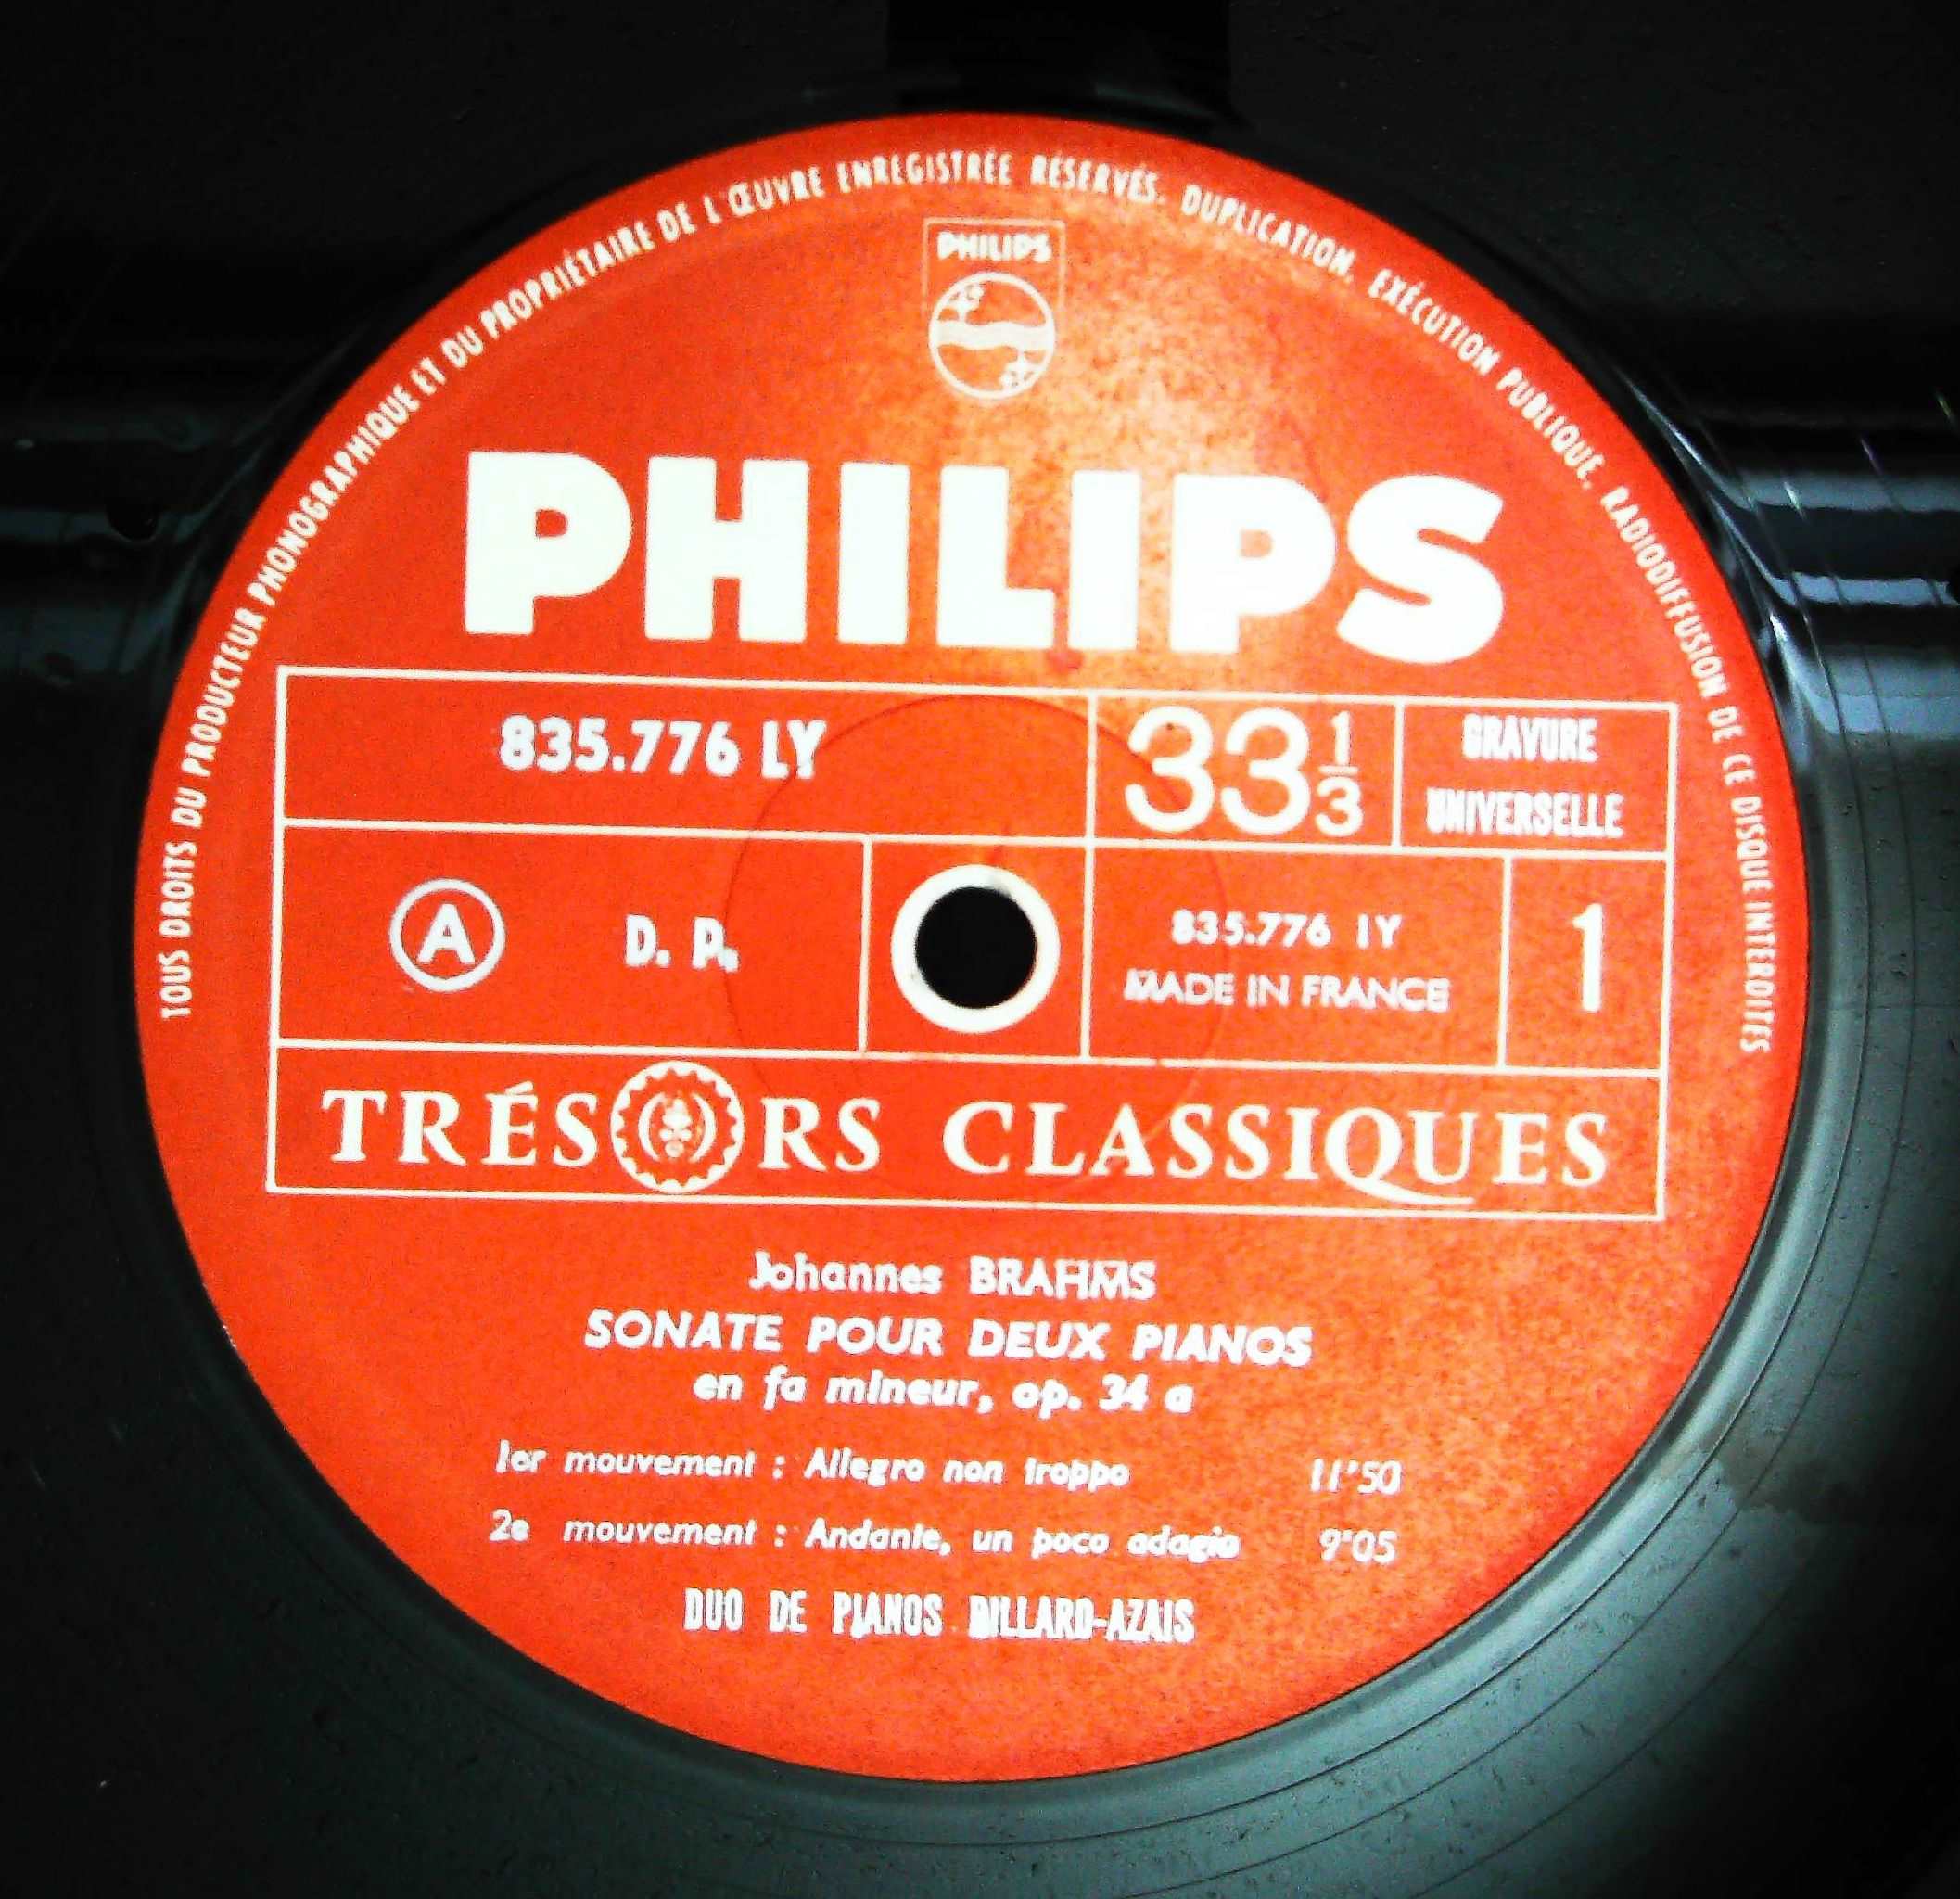 TOUS DROITS DU PRODUCTEUR PHONOGRAPHIQUE ET DU PROPRIÉTAIRE DE L'ŒUVRE ENREGISTRÉE RÉSERVÉS. DUPLICATION, EXÉCUTION PUBLIQUE, RADIODIFFUSION DE CE DISQUE INTERDITES
PHILIPS
PHILIPS
835.776 LY
33 1/3
GRAVURE
UNIVERSELLE
A
D. P.
835.776 LY
MADE IN FRANCE
1
TRÉSORS CLASSIQUES
Johannes BRAHMS
SONATE POUR DEUX PIANOS
en fa mineur, op. 34 a
1er mouvement : Allegro non troppo 11'50
2e mouvement : Andante, un poco adagio 9'05
DUO DE PIANOS BILLARD-AZAIS